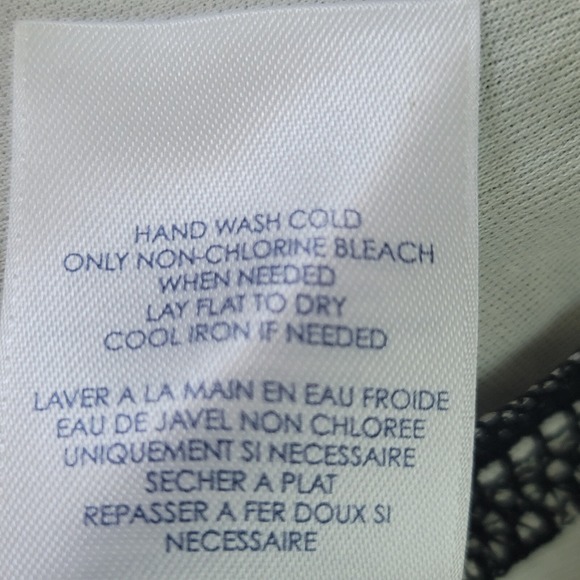 HAND WASH COLD
ONLY NON-CHLORINE BLEACH
WHEN NEEDED
LAY FLAT TO DRY
COOL IRON IF NEEDED
LAVER A LA MAIN EN EAU FROIDE
EAU DE JAVEL NON CHLOREE
UNIQUEMENT SI NECESSAIRE
SECHER A PLAT
REPASSER A FER DOUX SI
NECESSAIRE